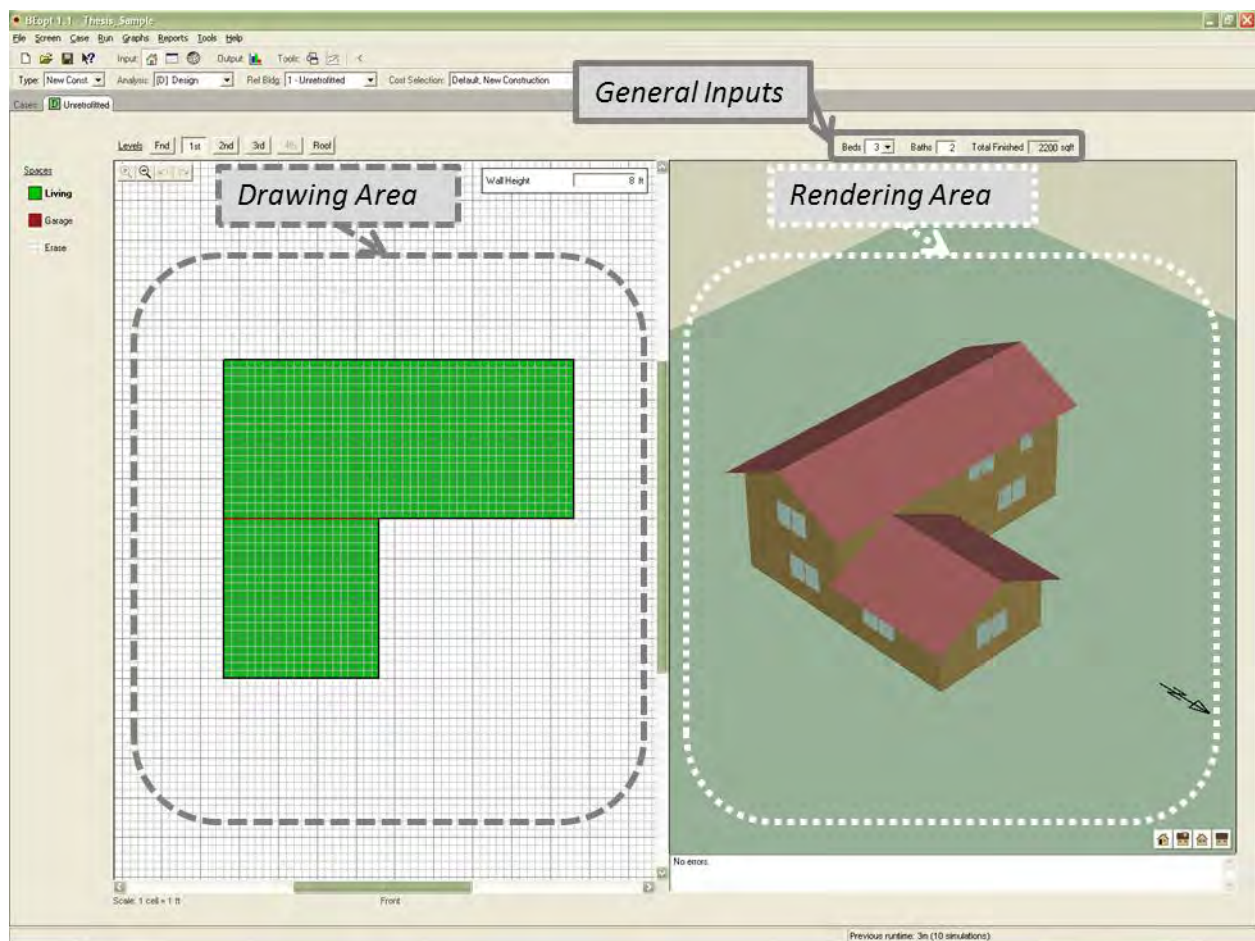 BEopt 1.1 - Thesis_Sample
File Screen Case Run Graphs Reports Tools Help
Input: Output: Tools:
Type: New Const. Analysis: [D] Design Ref Bldg: 1 - Unretrofitted Cost Selection: Default, New Construction
General Inputs
Cases: D Unretrofitted
Levels Fnd 1st 2nd 3rd 4th Roof
Beds 3 Baths 2 Total Finished 2200 sqft
Spaces
Living
Garage
Erase
Wall Height 8 ft
Drawing Area
Rendering Area
No errors.
Scale: 1 cell = 1 ft
Front
Previous runtime: 3m (10 simulations)